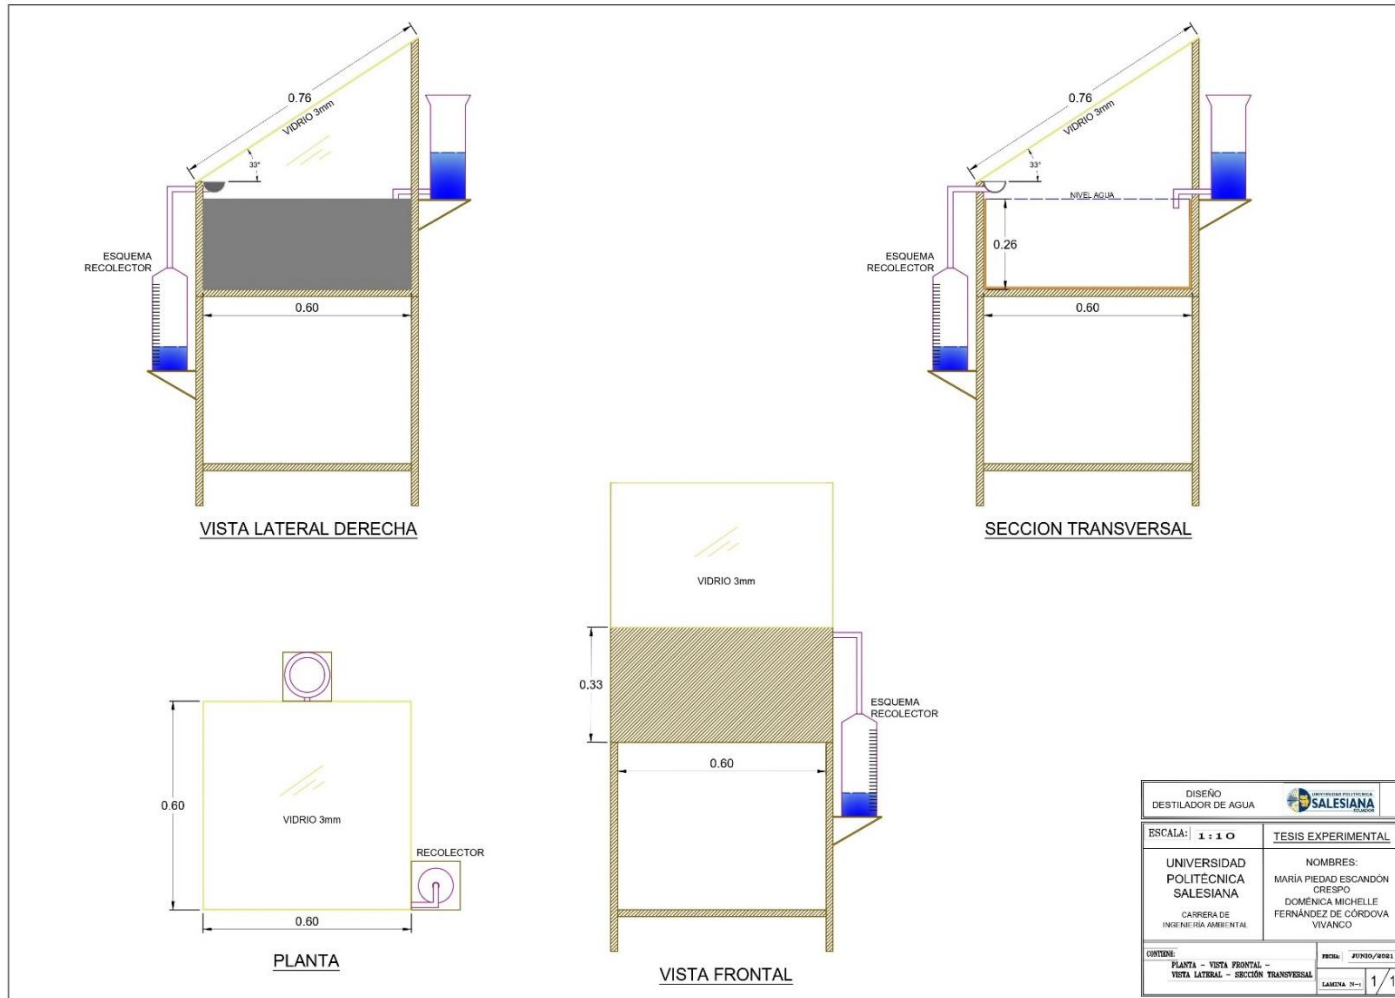 0.76
VIDRIO 3mm
33°
ESQUEMA
RECOLECTOR
0.60
VISTA LATERAL DERECHA
0.76
VIDRIO 3mm
33°
NIVEL AGUA
0.26
ESQUEMA
RECOLECTOR
0.60
SECCION TRANSVERSAL
VIDRIO 3mm
0.33
0.60
ESQUEMA
RECOLECTOR
VISTA FRONTAL
0.60
VIDRIO 3mm
RECOLECTOR
0.60
PLANTA
DISEÑO
DESTILADOR DE AGUA
UNIVERSIDAD POLITÉCNICA
SALESIANA
ECUADOR
ESCALA: 1:10
TESIS EXPERIMENTAL
UNIVERSIDAD
POLITÉCNICA
SALESIANA
CARRERA DE
INGENIERÍA AMBIENTAL
NOMBRES:
MARÍA PIEDAD ESCANDÓN
CRESPO
DOMÉNICA MICHELLE
FERNÁNDEZ DE CÓRDOVA
VIVANCO
CONTIENE:
PLANTA - VISTA FRONTAL -
VISTA LATERAL - SECCIÓN TRANSVERSAL
FECHA: JUNIO/2021
LAMINA N-: 1/1